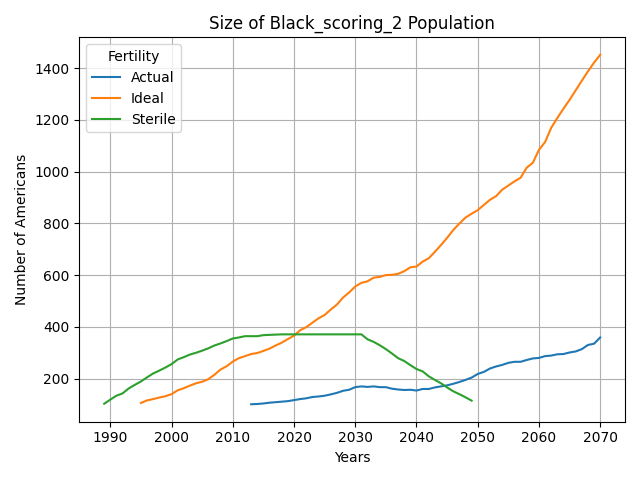 Size of Black_scoring_2 Population
Fertility
Actual
Ideal
Sterile
Number of Americans
1400
1200
1000
800
600
400
200
1990 2000 2010 2020 2030 2040 2050 2060 2070
Years